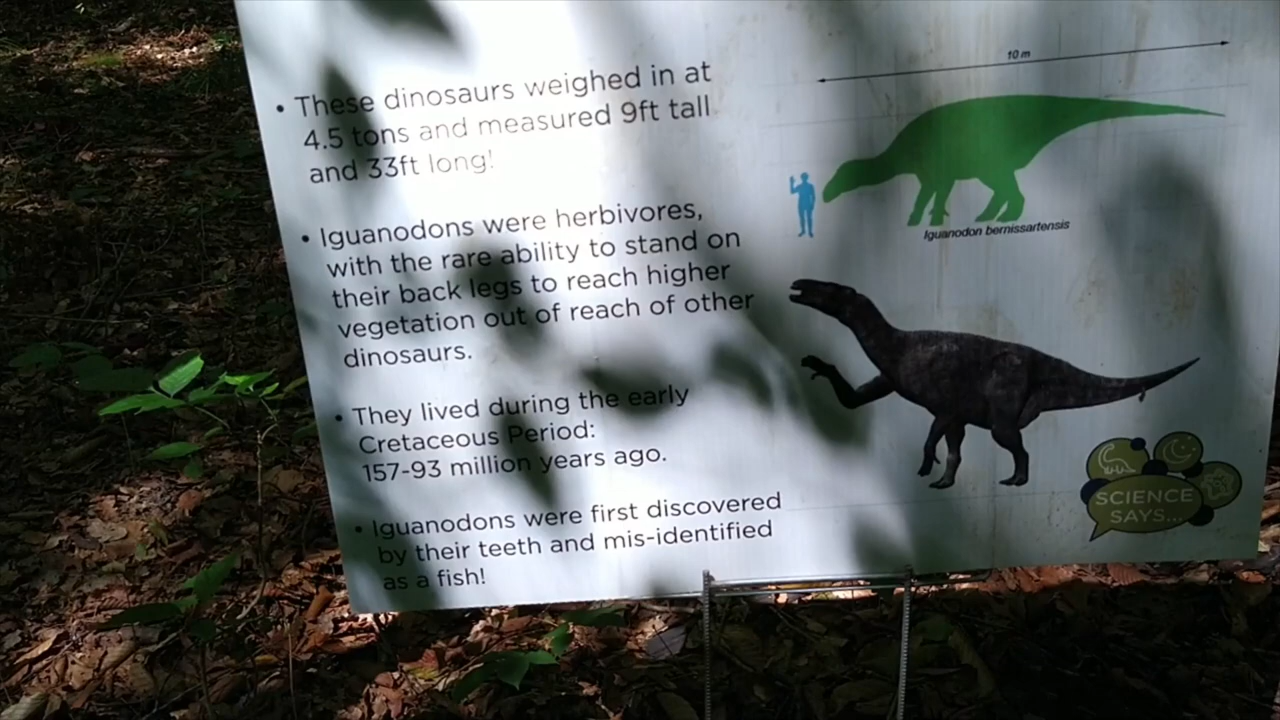 • These dinosaurs weighed in at
4.5 tons and measured 9ft tall
and 33ft long!
• Iguanodons were herbivores,
with the rare ability to stand on
their back legs to reach higher
vegetation out of reach of other
dinosaurs.
• They lived during the early
Cretaceous Period:
157-93 million years ago.
• Iguanodons were first discovered
by their teeth and mis-identified
as a fish!
10 m
Iguanodon bernissartensis
SCIENCE
SAYS...